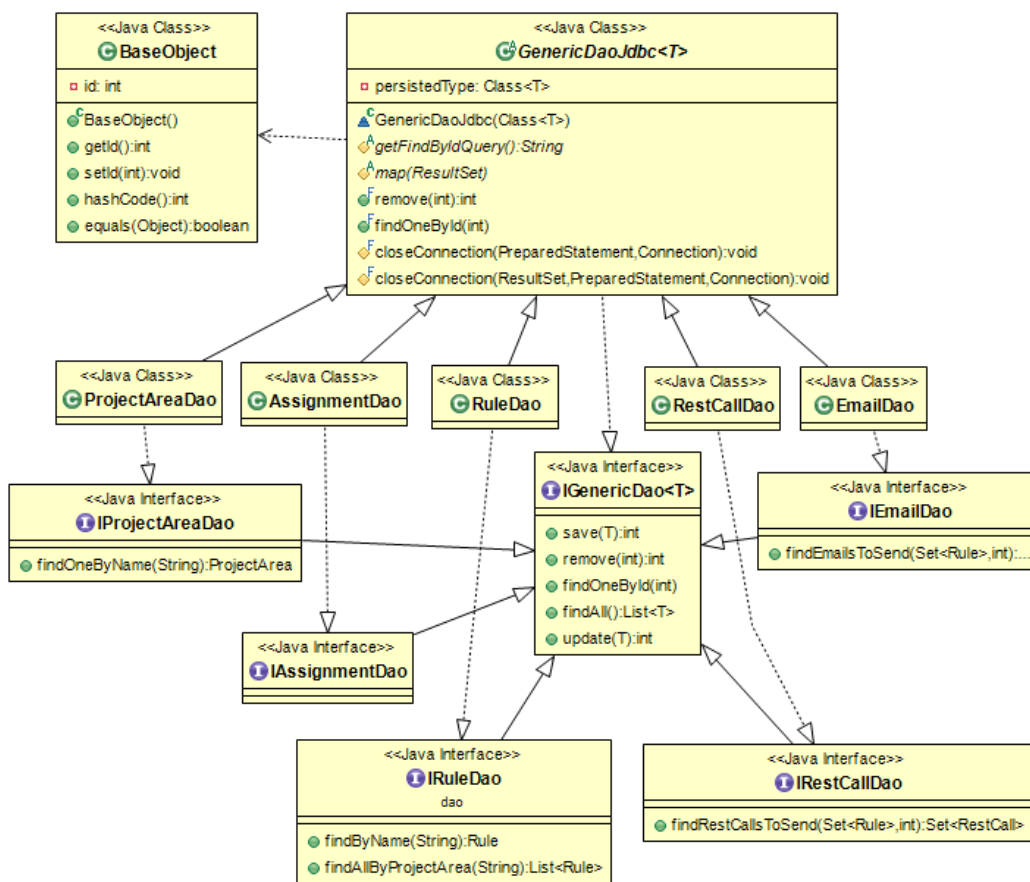 <<Java Class>>
BaseObject
id: int
BaseObject()
getId():int
setId(int):void
hashCode():int
equals(Object):boolean
<<Java Class>>
GenericDaoJdbc<T>
persistedType: Class<T>
GenericDaoJdbc(Class<T>)
getFindByIdQuery():String
map(ResultSet)
remove(int):int
findOneById(int)
closeConnection(PreparedStatement,Connection):void
closeConnection(ResultSet,PreparedStatement,Connection):void
<<Java Class>>
ProjectAreaDao
<<Java Class>>
AssignmentDao
<<Java Class>>
RuleDao
<<Java Class>>
RestCallDao
<<Java Class>>
EmailDao
<<Java Interface>>
IProjectAreaDao
findOneByName(String):ProjectArea
<<Java Interface>>
IGenericDao<T>
save(T):int
remove(int):int
findOneById(int)
findAll():List<T>
update(T):int
<<Java Interface>>
IEmailDao
findEmailsToSend(Set<Rule>,int):...
<<Java Interface>>
IAssignmentDao
<<Java Interface>>
IRuleDao
dao
findByName(String):Rule
findAllByProjectArea(String):List<Rule>
<<Java Interface>>
IRestCallDao
findRestCallsToSend(Set<Rule>,int):Set<RestCall>